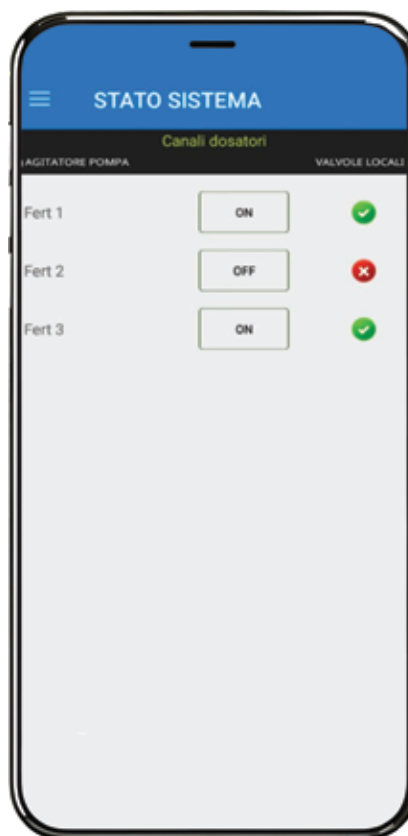 STATO SISTEMA
Canali dosatori
AGITATORE POMPA VALVOLE LOCALI
Fert 1 ON
Fert 2 OFF
Fert 3 ON